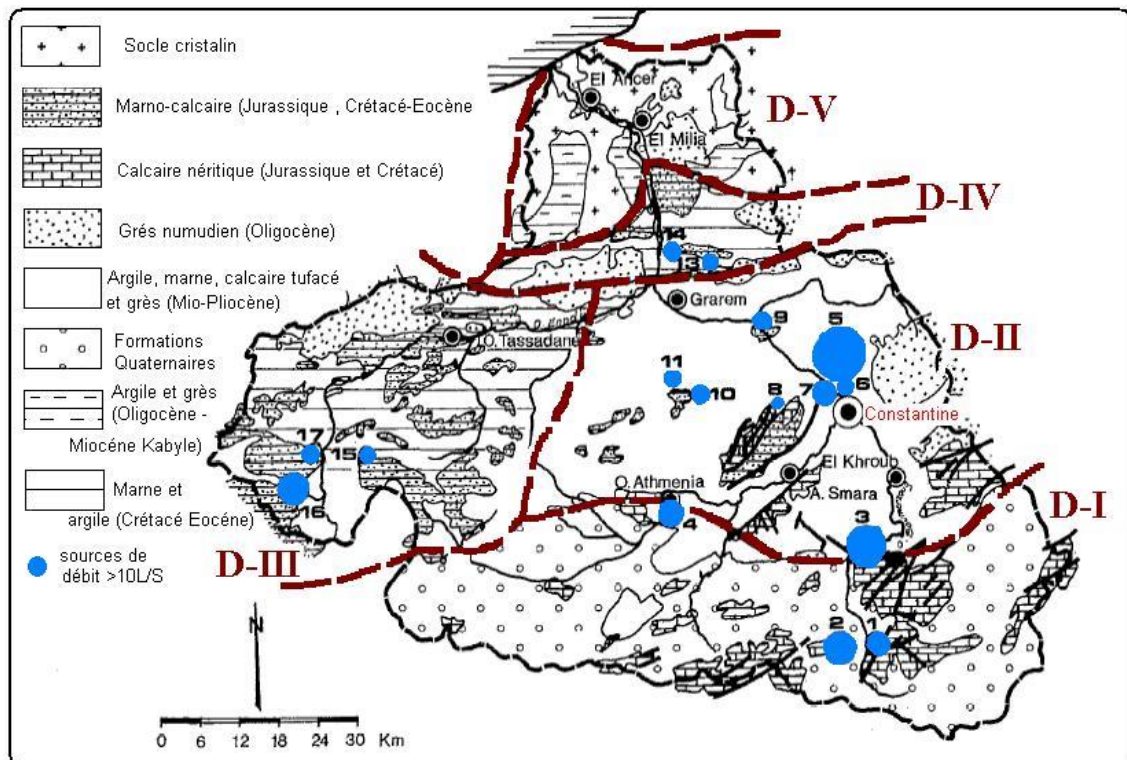 Socle cristalin
Marno-calcaire (Jurassique , Crétacé-Eocène
Calcaire néritique (Jurassique et Crétacé)
Grés numudien (Oligocène)
Argile, marne, calcaire tufacé
et grès (Mio-Pliocène)
Formations
Quaternaires
Argile et grès
(Oligocène -
Miocéne Kabyle)
Marne et
argile (Crétacé Eocéne)
sources de
débit >10L/S
N
0 6 12 18 24 30 Km
El Ancer
El Milia
D-V
D-IV
14
13
Grarem
9
5
D-II
O. Tassadane
11
10
8
7
6
Constantine
17
15
16
El Khroub
O. Athmenia
A. Smara
4
3
D-I
D-III
2
1